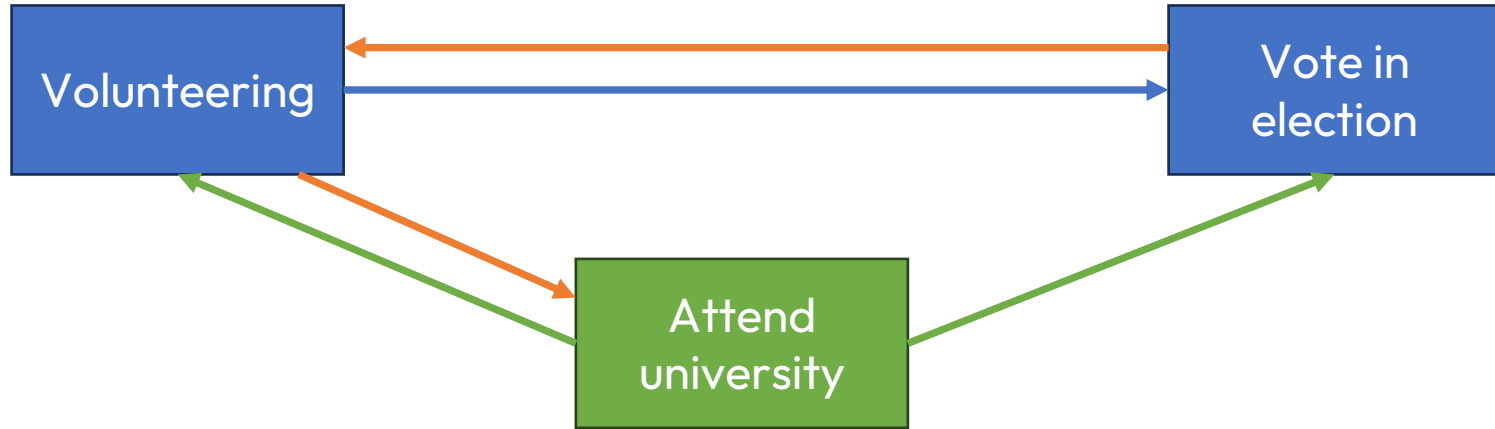 Volunteering
Vote in
election
Attend
university